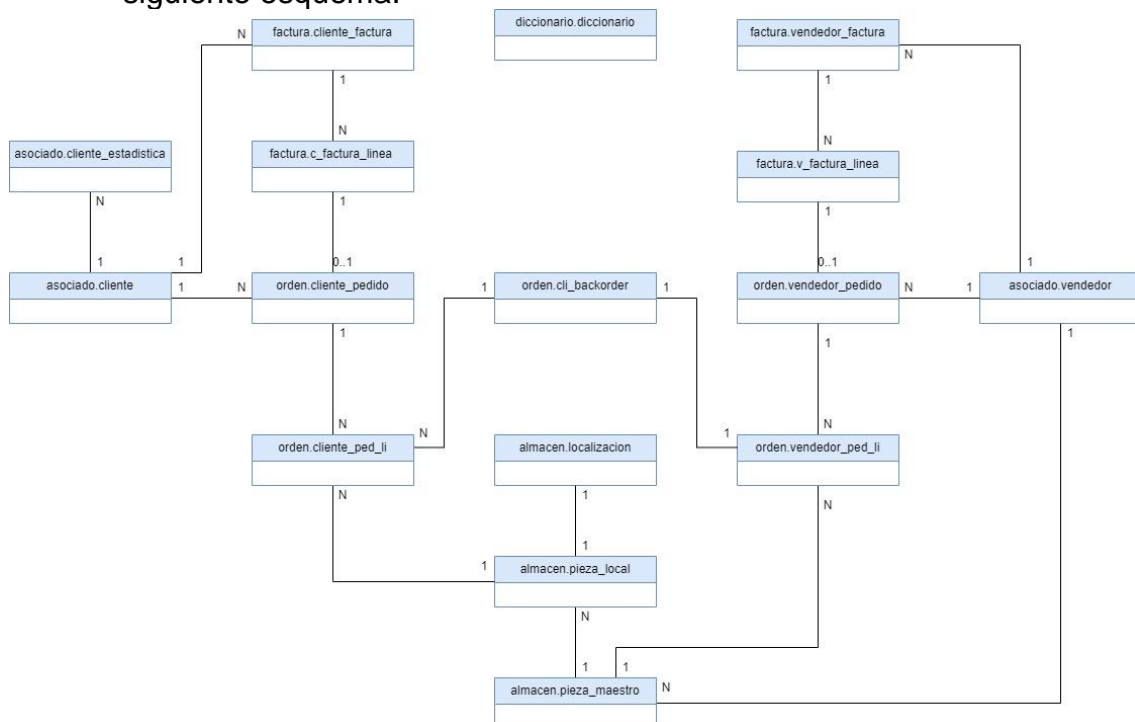 siguiente esquema:
factura.cliente_factura
diccionario.diccionario
factura.vendedor_factura
N
1
1
N
N
N
asociado.cliente_estadistica
factura.c_factura_linea
factura.v_factura_linea
N
1
1
1
1
0..1
0..1
1
asociado.cliente
orden.cliente_pedido
orden.cli_backorder
orden.vendedor_pedido
asociado.vendedor
1
N
1
1
N
1
1
1
1
N
N
1
N
orden.cliente_ped_li
almacen.localizacion
orden.vendedor_ped_li
N
1
N
1
1
almacen.pieza_local
N
1
1
almacen.pieza_maestro
N